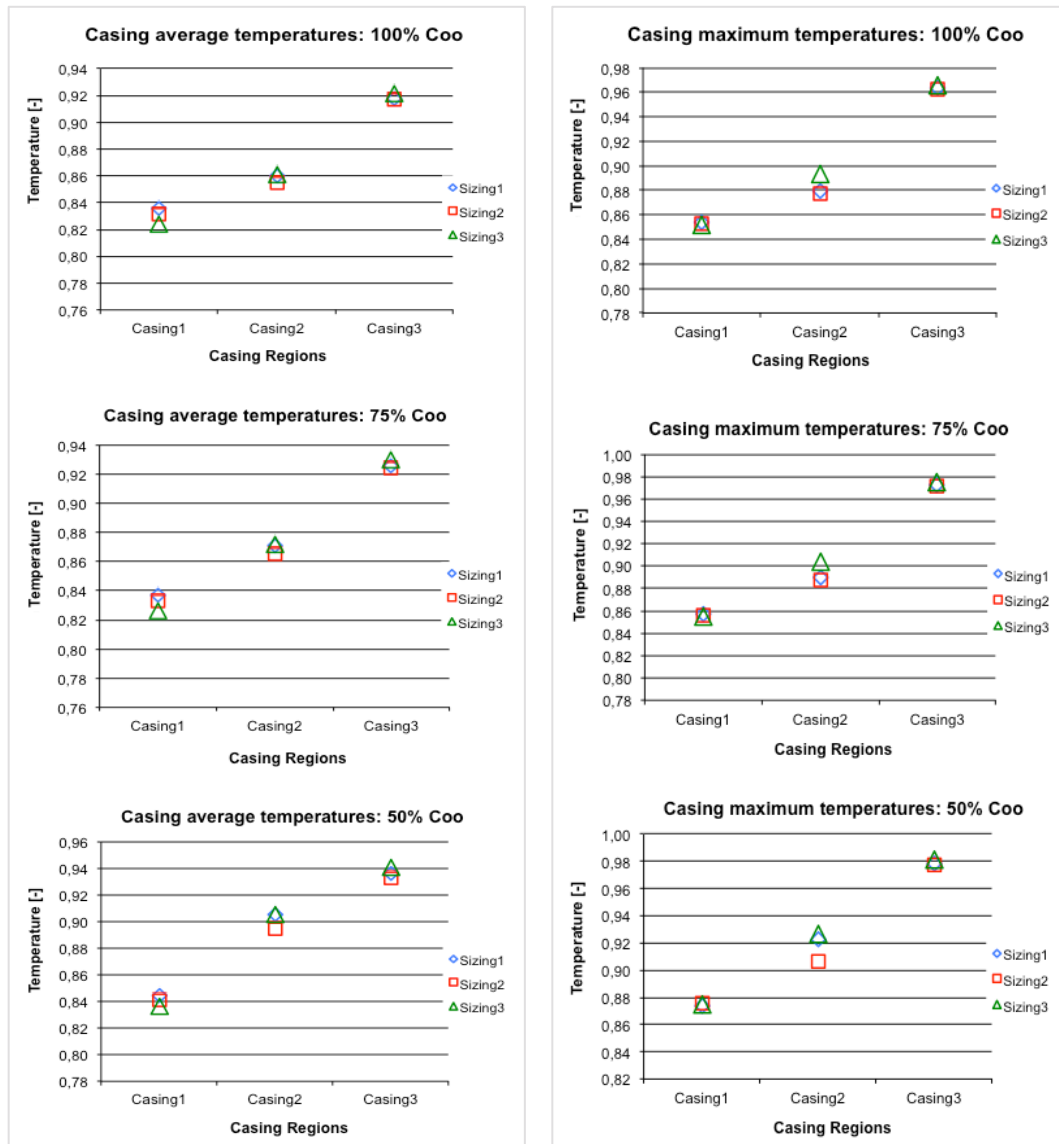 Casing average temperatures: 100% Coo
Temperature [-]
0,94
0,92
0,90
0,88
0,86
0,84
0,82
0,80
0,78
0,76
Sizing1
Sizing2
Sizing3
Casing1 Casing2 Casing3
Casing Regions
Casing maximum temperatures: 100% Coo
Temperature [-]
0,98
0,96
0,94
0,92
0,90
0,88
0,86
0,84
0,82
0,80
0,78
Sizing1
Sizing2
Sizing3
Casing1 Casing2 Casing3
Casing Regions
Casing average temperatures: 75% Coo
Temperature [-]
0,94
0,92
0,90
0,88
0,86
0,84
0,82
0,80
0,78
0,76
Sizing1
Sizing2
Sizing3
Casing1 Casing2 Casing3
Casing Regions
Casing maximum temperatures: 75% Coo
Temperature [-]
1,00
0,98
0,96
0,94
0,92
0,90
0,88
0,86
0,84
0,82
0,80
0,78
Sizing1
Sizing2
Sizing3
Casing1 Casing2 Casing3
Casing Regions
Casing average temperatures: 50% Coo
Temperature [-]
0,96
0,94
0,92
0,90
0,88
0,86
0,84
0,82
0,80
0,78
Sizing1
Sizing2
Sizing3
Casing1 Casing2 Casing3
Casing Regions
Casing maximum temperatures: 50% Coo
Temperature [-]
1,00
0,98
0,96
0,94
0,92
0,90
0,88
0,86
0,84
0,82
Sizing1
Sizing2
Sizing3
Casing1 Casing2 Casing3
Casing Regions